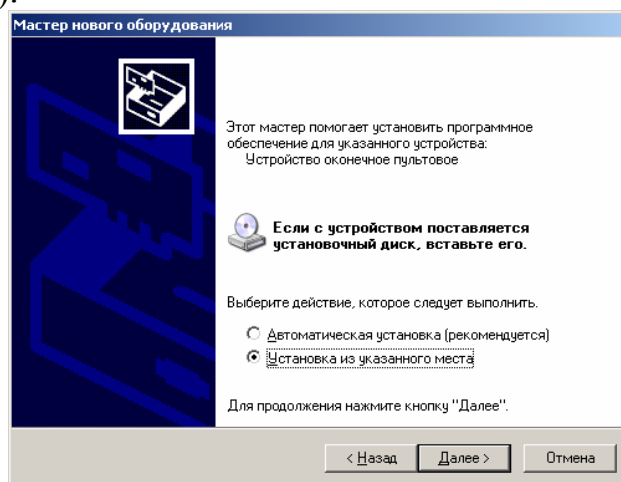 ).
Мастер нового оборудования
Этот мастер помогает установить программное
обеспечение для указанного устройства:
Устройство оконечное пультовое
Если с устройством поставляется
установочный диск, вставьте его.
Выберите действие, которое следует выполнить.
Автоматическая установка (рекомендуется)
Установка из указанного места
Для продолжения нажмите кнопку "Далее".
< Назад Далее > Отмена